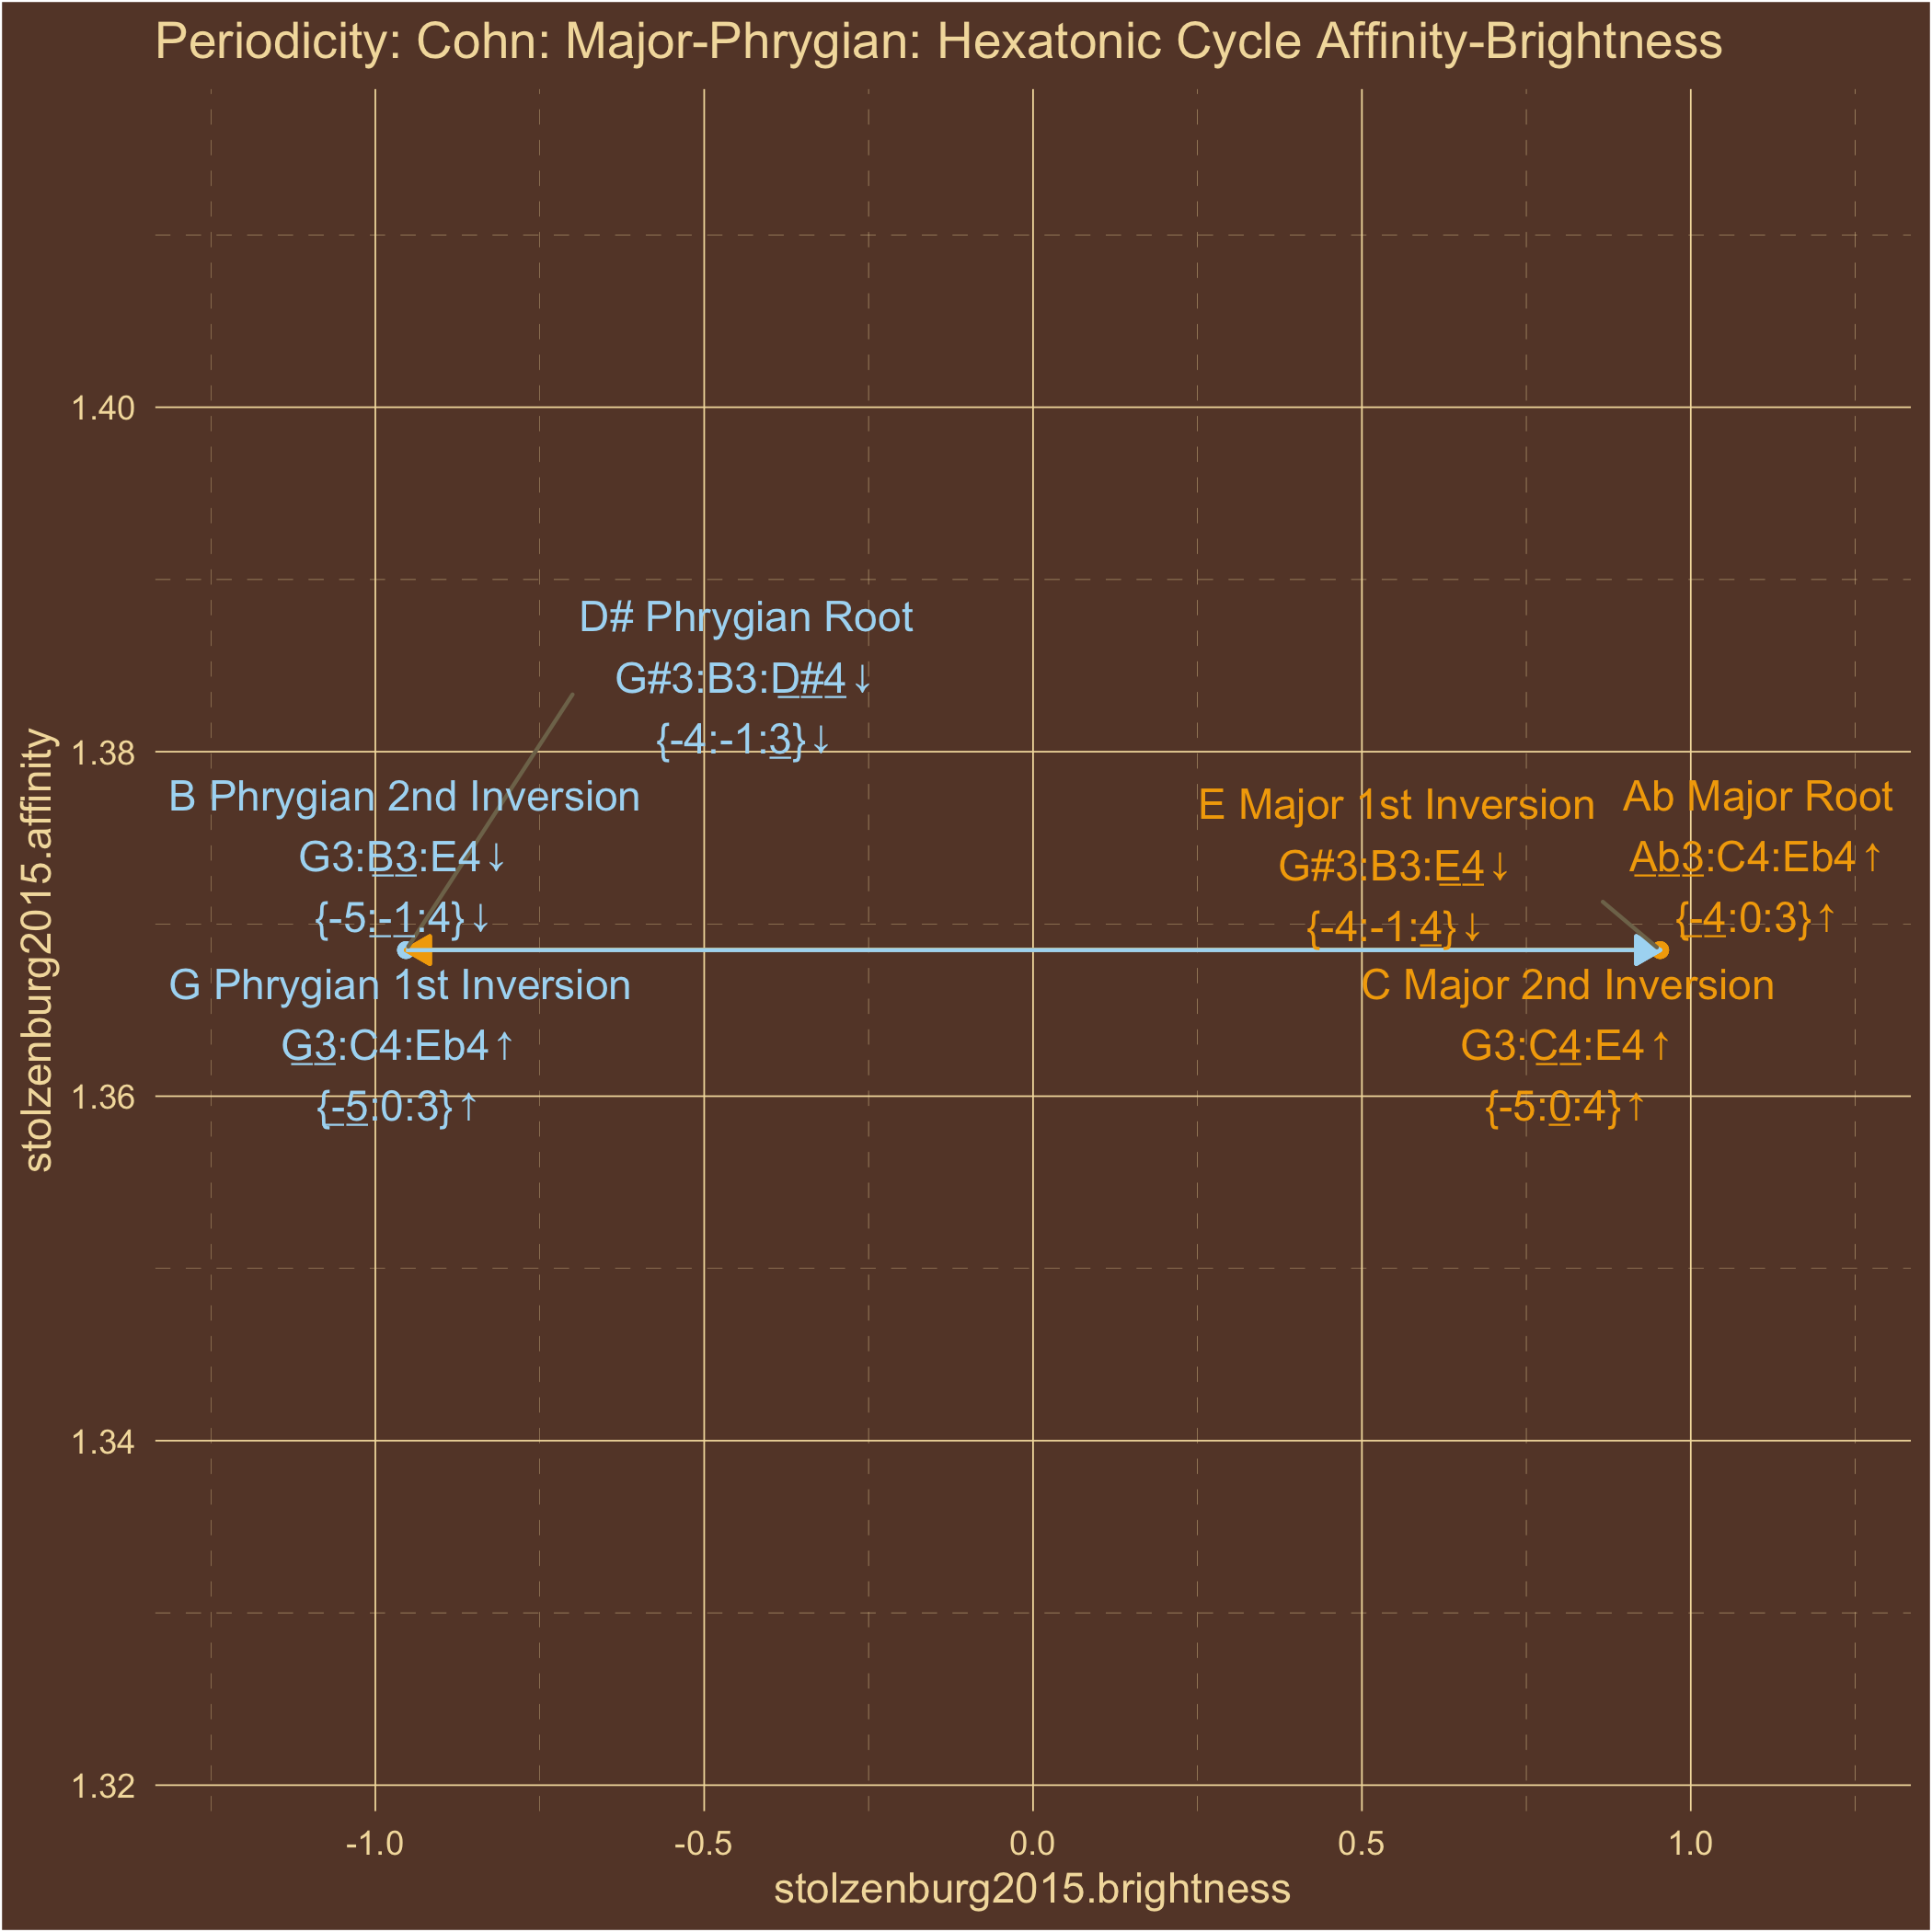 Periodicity: Cohn: Major-Phrygian: Hexatonic Cycle Affinity-Brightness
stolzenburg2015.affinity
1.40
1.38
1.36
1.34
1.32
D# Phrygian Root
G#3:B3:D#4↓
{-4:-1:3}↓
B Phrygian 2nd Inversion
G3:B3:E4↓
{-5:-1:4}↓
G Phrygian 1st Inversion
G3:C4:Eb4↑
{-5:0:3}↑
E Major 1st Inversion
G#3:B3:E4↓
{-4:-1:4}↓
Ab Major Root
Ab3:C4:Eb4↑
{-4:0:3}↑
C Major 2nd Inversion
G3:C4:E4↑
{-5:0:4}↑
-1.0 -0.5 0.0 0.5 1.0
stolzenburg2015.brightness